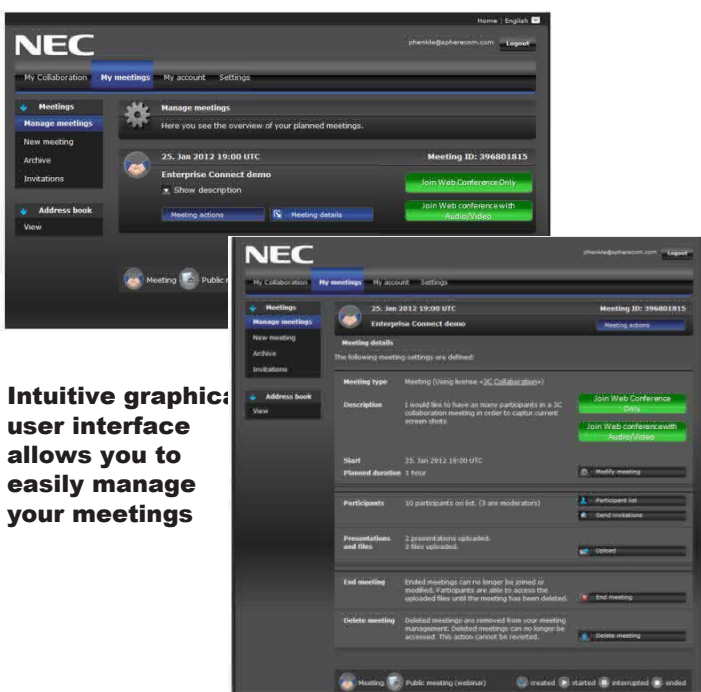 Home | English
NEC
phenkle@spherecom.com Logout
My Collaboration My meetings My account Settings
Meetings
Manage meetings
New meeting
Archive
Invitations
Address book
View
Manage meetings
Here you see the overview of your planned meetings.
25. Jan 2012 19:00 UTC Meeting ID: 396801815
Enterprise Connect demo
Show description
Join Web Conference Only
Meeting actions Meeting details
Join Web conference with
Audio/Video
Meeting Public
Intuitive graphica
user interface
allows you to
easily manage
your meetings
NEC
phenkle@spherecom.com Logout
My Collaboration My meetings My account Settings
Meetings
Manage meetings
New meeting
Archive
Invitations
Address book
View
25. Jan 2012 19:00 UTC Meeting ID: 396801815
Enterprise Connect demo Meeting actions
Meeting details
The following meeting settings are defined:
Meeting type Meeting (Using license «3C Collaboration»)
Description I would like to have as many participants in a 3C
collaboration meeting in order to captur current
screen shots.
Join Web Conference
Only
Join Web conferencewith
Audio/Video
Start 25. Jan 2012 19:00 UTC
Planned duration 1 hour Modify meeting
Participants 10 participants on list. (3 are moderators) Participant list
Send invitations
Presentations 2 presentations uploaded.
and files 2 files uploaded. Upload
End meeting Ended meetings can no longer be joined or
modified. Participants are able to access the
uploaded files until the meeting has been deleted. End meeting
Delete meeting Deleted meetings are removed from your meeting
management. Deleted meetings can no longer be
accessed. This action cannot be reverted. Delete meeting
Meeting Public meeting (webinar) created started interrupted ended